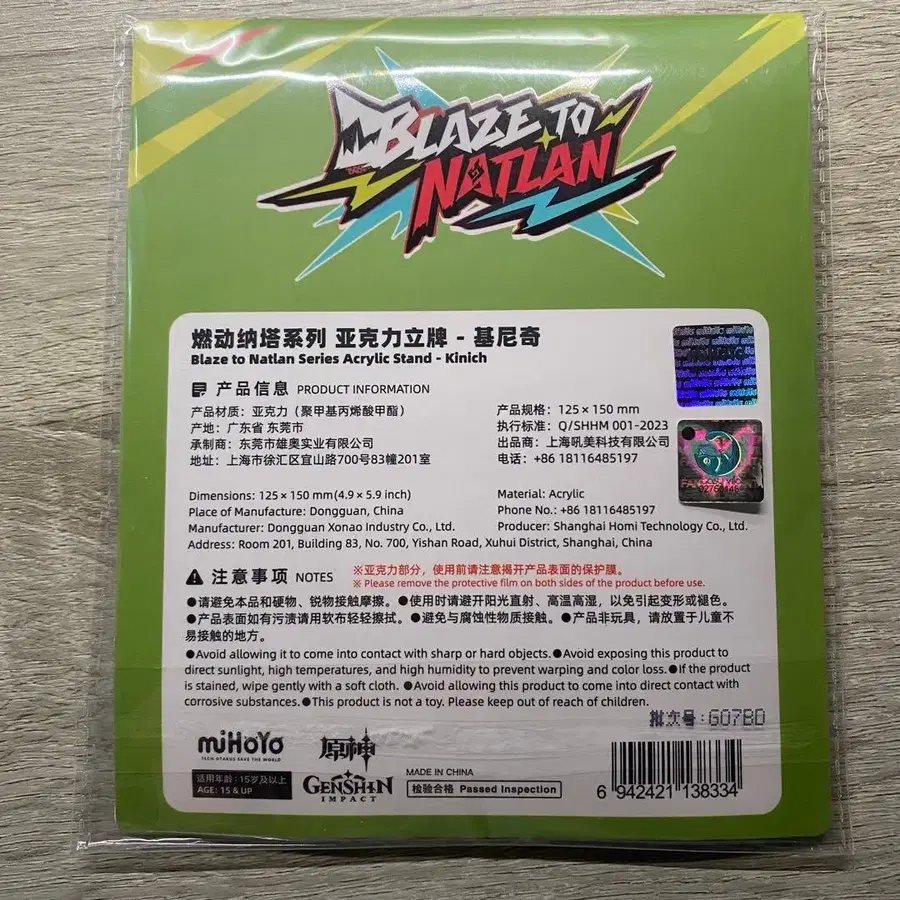 BLAZE TO
NATLAN
燃动纳塔系列 亚克力立牌 - 基尼奇
Blaze to Natlan Series Acrylic Stand - Kinich
产品信息 PRODUCT INFORMATION
产品材质：亚克力（聚甲基丙烯酸甲酯）
产地：广东省 东莞市
承制商：东莞市雄奥实业有限公司
地址：上海市徐汇区宜山路700号83幢201室
产品规格：125×150 mm
执行标准：Q/SHHM 001-2023
出品商：上海吼美科技有限公司
电话：+86 18116485197
Dimensions: 125×150 mm(4.9×5.9 inch)
Place of Manufacture: Dongguan, China
Manufacturer: Dongguan Xonao Industry Co., Ltd.
Address: Room 201, Building 83, No. 700, Yishan Road, Xuhui District, Shanghai, China
Material: Acrylic
Phone No.: +86 18116485197
Producer: Shanghai Homi Technology Co., Ltd.
注意事项 NOTES
※亚克力部分，使用前请注意揭开产品表面的保护膜。
※ Please remove the protective film on both sides of the product before use.
●请避免本品和硬物、锐物接触摩擦。●使用时请避开阳光直射、高温高湿，以免引起变形或褪色。
●产品表面如有污渍请用软布轻轻擦拭。●避免与腐蚀性物质接触。●产品非玩具，请放置于儿童不
易接触的地方。
●Avoid allowing it to come into contact with sharp or hard objects.●Avoid exposing this product to
direct sunlight, high temperatures, and high humidity to prevent warping and color loss.●If the product
is stained, wipe gently with a soft cloth. ●Avoid allowing this product to come into direct contact with
corrosive substances.●This product is not a toy. Please keep out of reach of children.
批次号:G07BD
miHoYo
TECH OTAKUS SAVE THE WORLD
适用年龄：15岁及以上
AGE: 15 & UP
原神
GENSHIN
IMPACT
MADE IN CHINA
检验合格 Passed Inspection
6 942421 138334